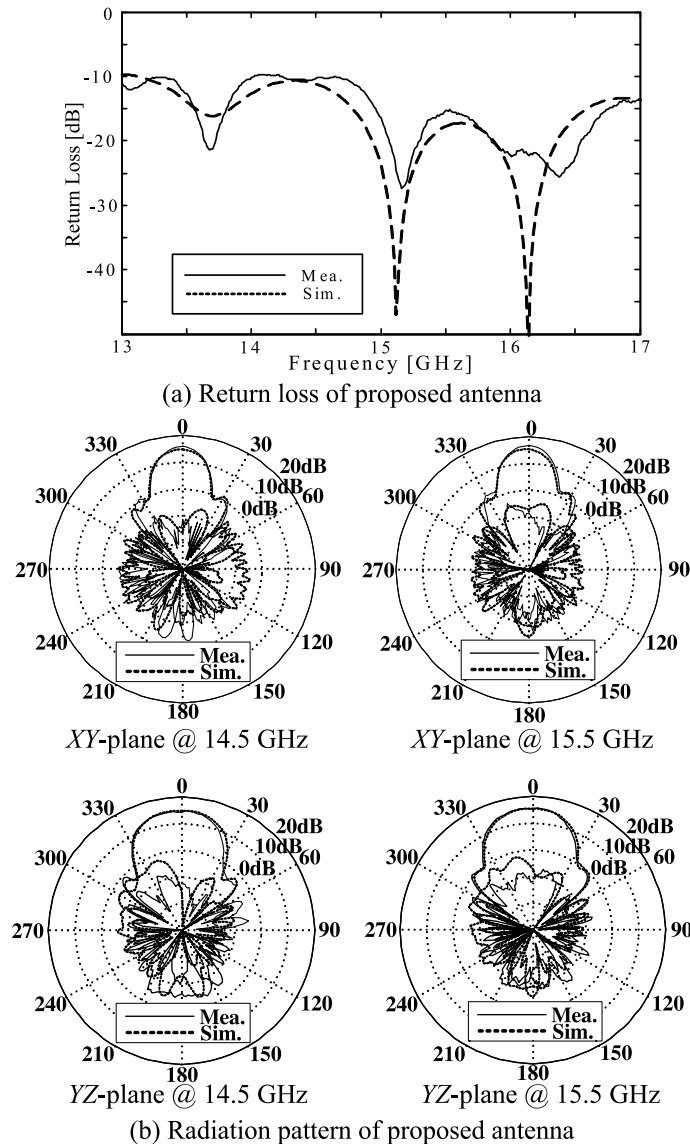 0
-10
-20
-30
-40
Return Loss [dB]
Mea.
Sim.
13 14 15 16 17
Frequency [GHz]
(a) Return loss of proposed antenna
0
330 30
20dB
10dB
300 60
0dB
270 90
240 120
Mea.
Sim.
210 150
180
XY-plane @ 14.5 GHz
0
330 30
20dB
10dB
300 60
0dB
270 90
240 120
Mea.
Sim.
210 150
180
XY-plane @ 15.5 GHz
0
330 30
20dB
10dB
300 60
0dB
270 90
240 120
Mea.
Sim.
210 150
180
YZ-plane @ 14.5 GHz
0
330 30
20dB
10dB
300 60
0dB
270 90
240 120
Mea.
Sim.
210 150
180
YZ-plane @ 15.5 GHz
(b) Radiation pattern of proposed antenna